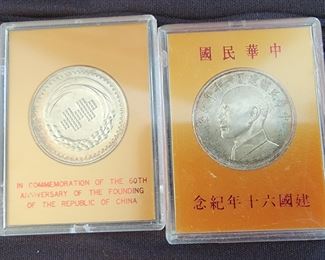 IN COMMEMORATION OF THE 60TH
ANNIVERSARY OF THE FOUNDING
OF THE REPUBLIC OF CHINA
國民華中
念紀年十六國建